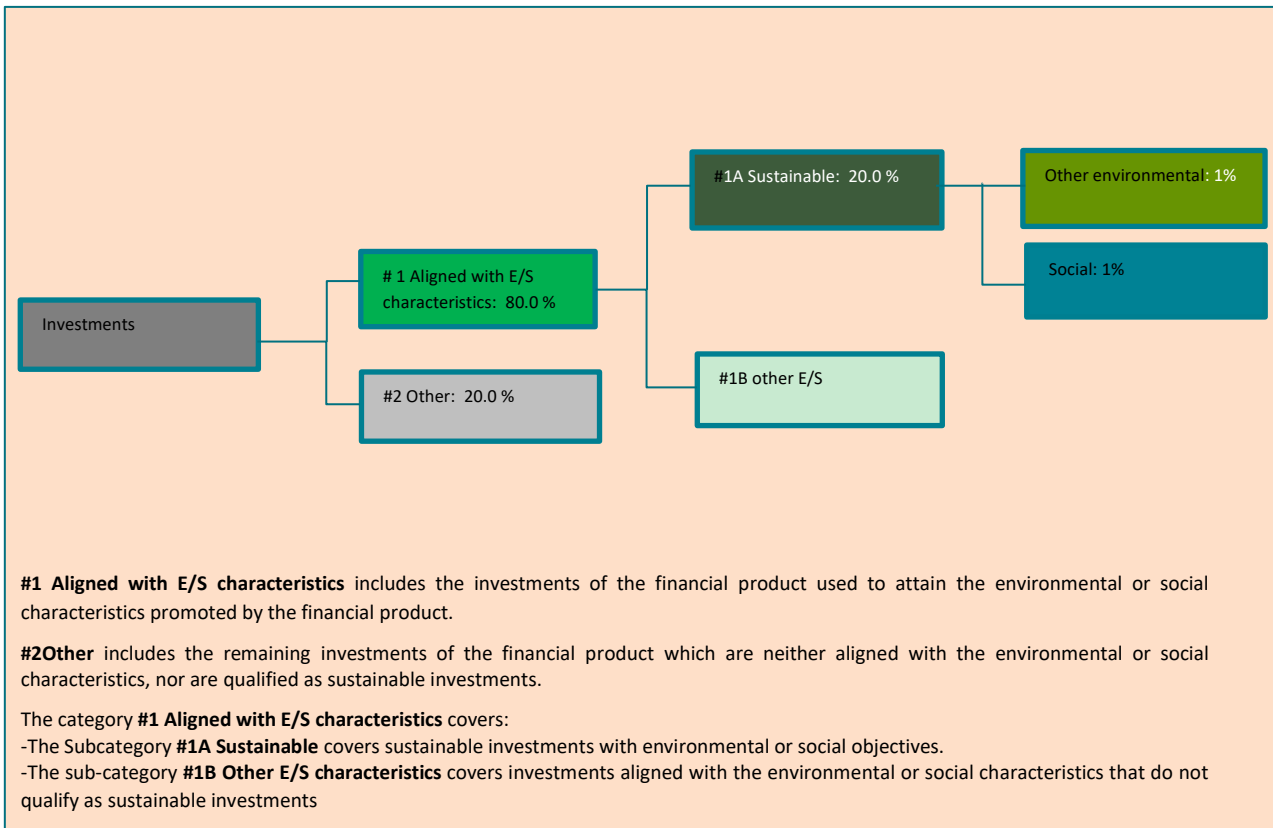 #1A Sustainable: 20.0 %
Other environmental: 1%
# 1 Aligned with E/S
characteristics: 80.0 %
Social: 1%
Investments
#2 Other: 20.0 %
#1B other E/S
#1 Aligned with E/S characteristics includes the investments of the financial product used to attain the environmental or social
characteristics promoted by the financial product.
#2Other includes the remaining investments of the financial product which are neither aligned with the environmental or social
characteristics, nor are qualified as sustainable investments.
The category #1 Aligned with E/S characteristics covers:
-The Subcategory #1A Sustainable covers sustainable investments with environmental or social objectives.
-The sub-category #1B Other E/S characteristics covers investments aligned with the environmental or social characteristics that do not
qualify as sustainable investments